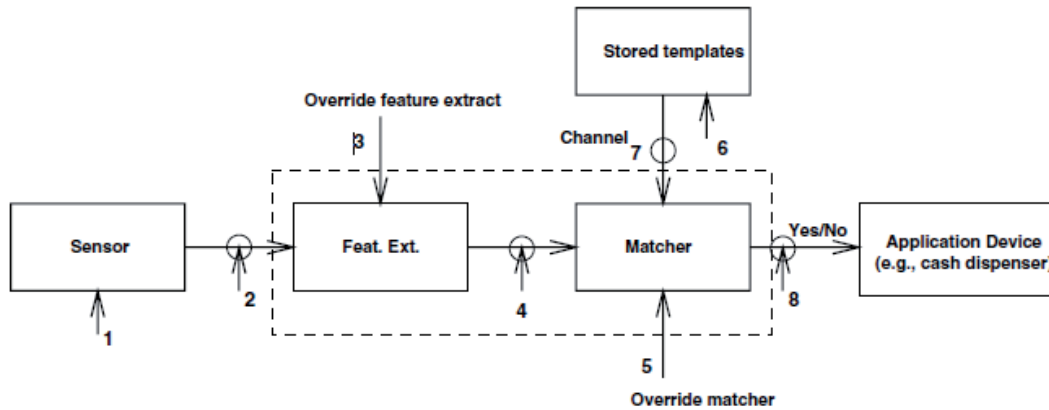 Stored templates
Override feature extract
3
Channel
7
6
Sensor
Feat. Ext.
Matcher
Yes/No
Application Device
(e.g., cash dispenser)
2
4
8
1
5
Override matcher